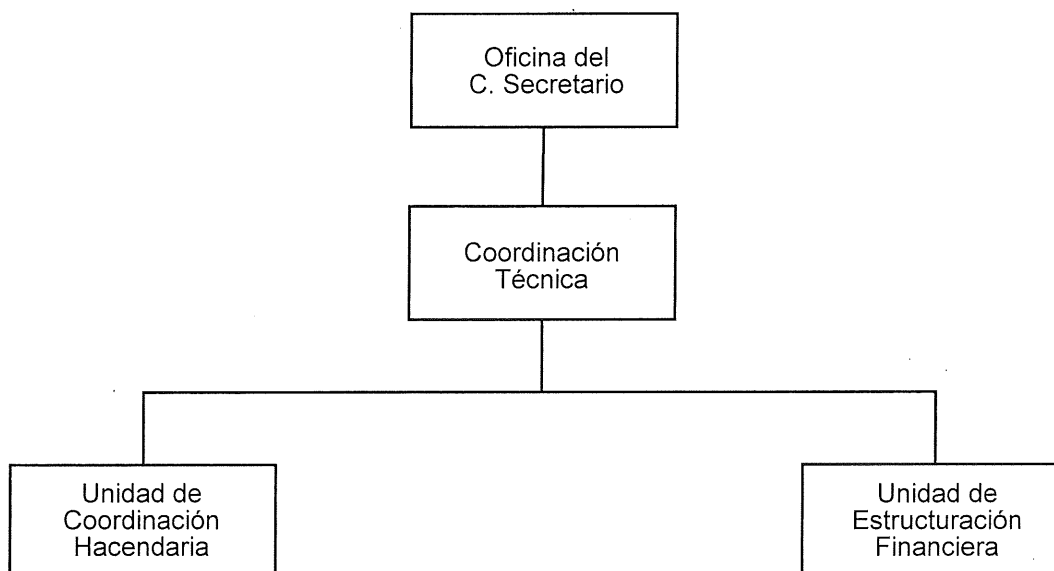 Oficina del
C. Secretario
Coordinación
Técnica
Unidad de
Coordinación
Hacendaria
Unidad de
Estructuración
Financiera